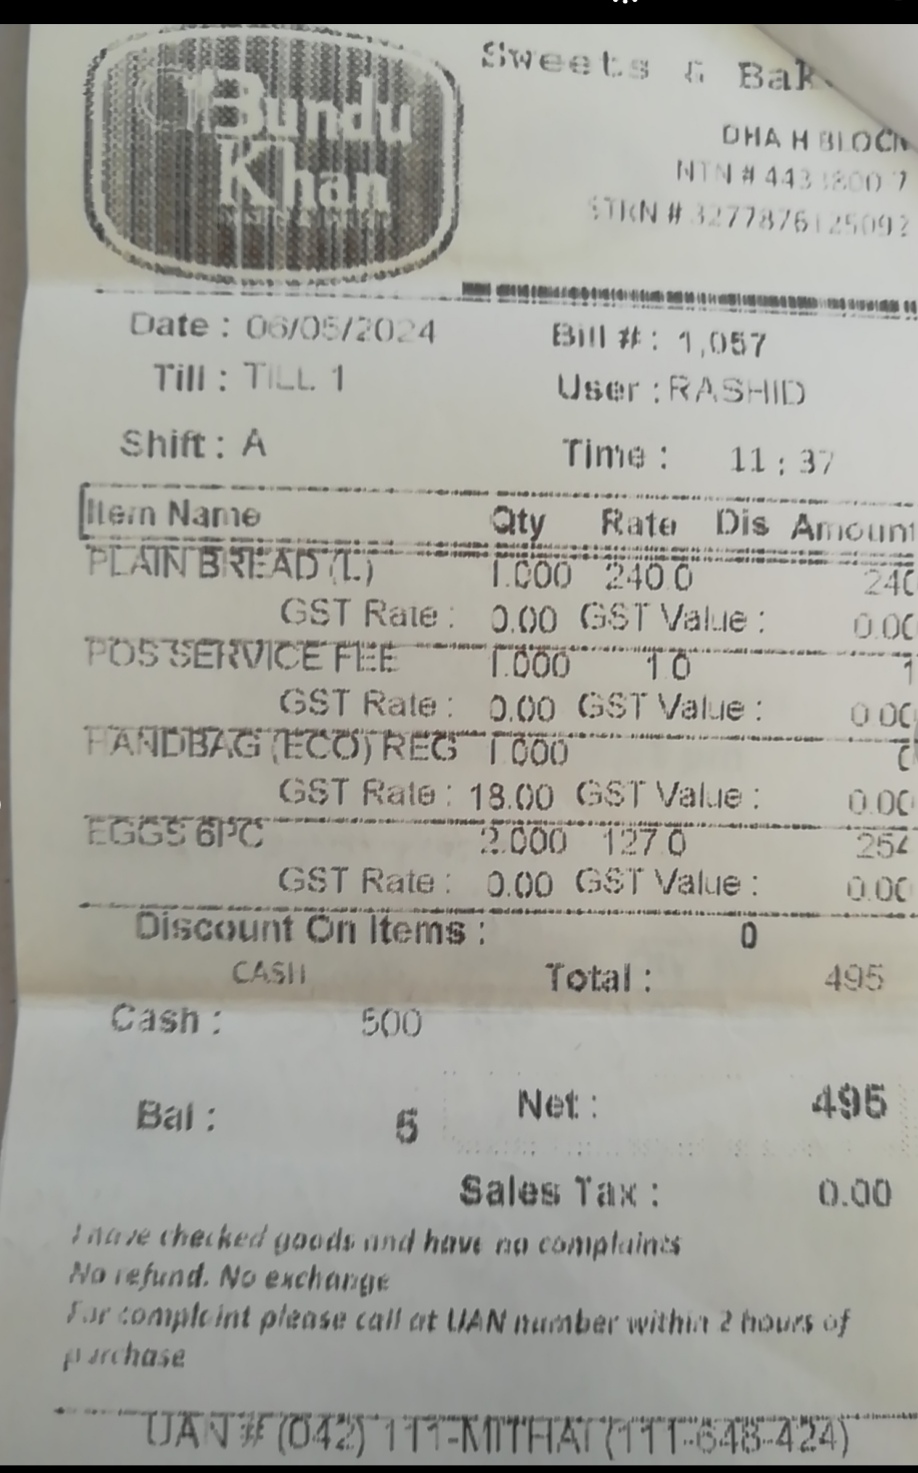 Bundu
Khan
Sweets & Bak
DHA H BLOCK
NTN #
STRN # 3277876125092
Date : 06/05/2024 Bill #: 1,057
Till : TILL 1 User : RASHID
Shift : A Time : 11 : 37
Item Name Qty Rate Dis Amount
PLAIN BREAD (L) 1.000 240.0 240
GST Rate : 0.00 GST Value : 0.00
POS SERVICE FEE 1.000 1.0 1
GST Rate : 0.00 GST Value : 0.00
HANDBAG (ECO) REG 1.000 0
GST Rate : 18.00 GST Value : 0.00
EGGS 6PC 2.000 127.0 254
GST Rate : 0.00 GST Value : 0.00
Discount On Items : 0
CASH Total : 495
Cash : 500
Bal : 5 Net : 495
Sales Tax : 0.00
I have checked goods and have no complaints
No refund. No exchange
For complaint please call at UAN number within 2 hours of
purchase
UAN # (042) 111-MITHAI (111-648-424)